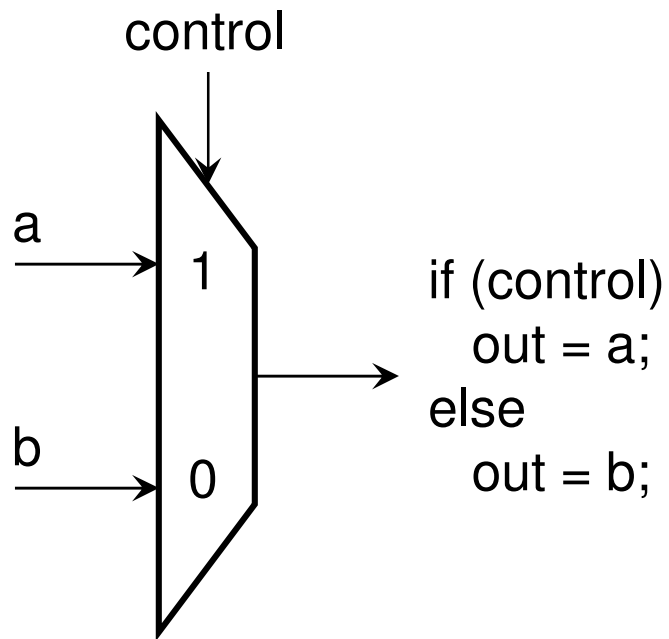 control
a
1
b
0
if (control)
out = a;
else
out = b;